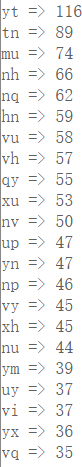 yt => 116
tn => 89
mu => 74
nh => 66
nq => 62
hn => 59
vu => 58
vh => 57
qy => 55
xu => 53
nv => 50
up => 47
yn => 47
np => 46
vy => 45
xh => 45
nu => 44
ym => 39
uy => 37
vi => 37
yx => 36
vq => 35